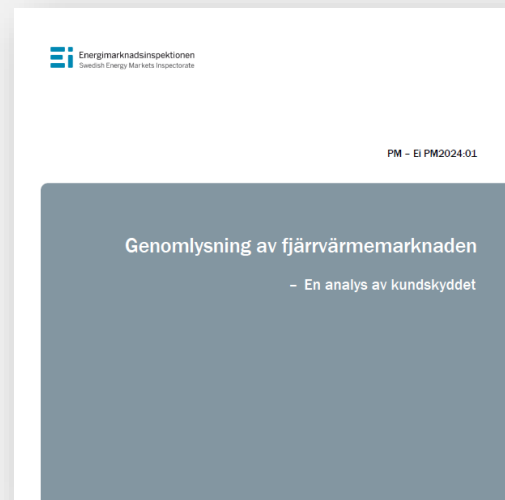 Energimarknadsinspektionen
Swedish Energy Markets Inspectorate
PM – Ei PM2024:01
Genomlysning av fjärrvärmemarknaden
– En analys av kundskyddet